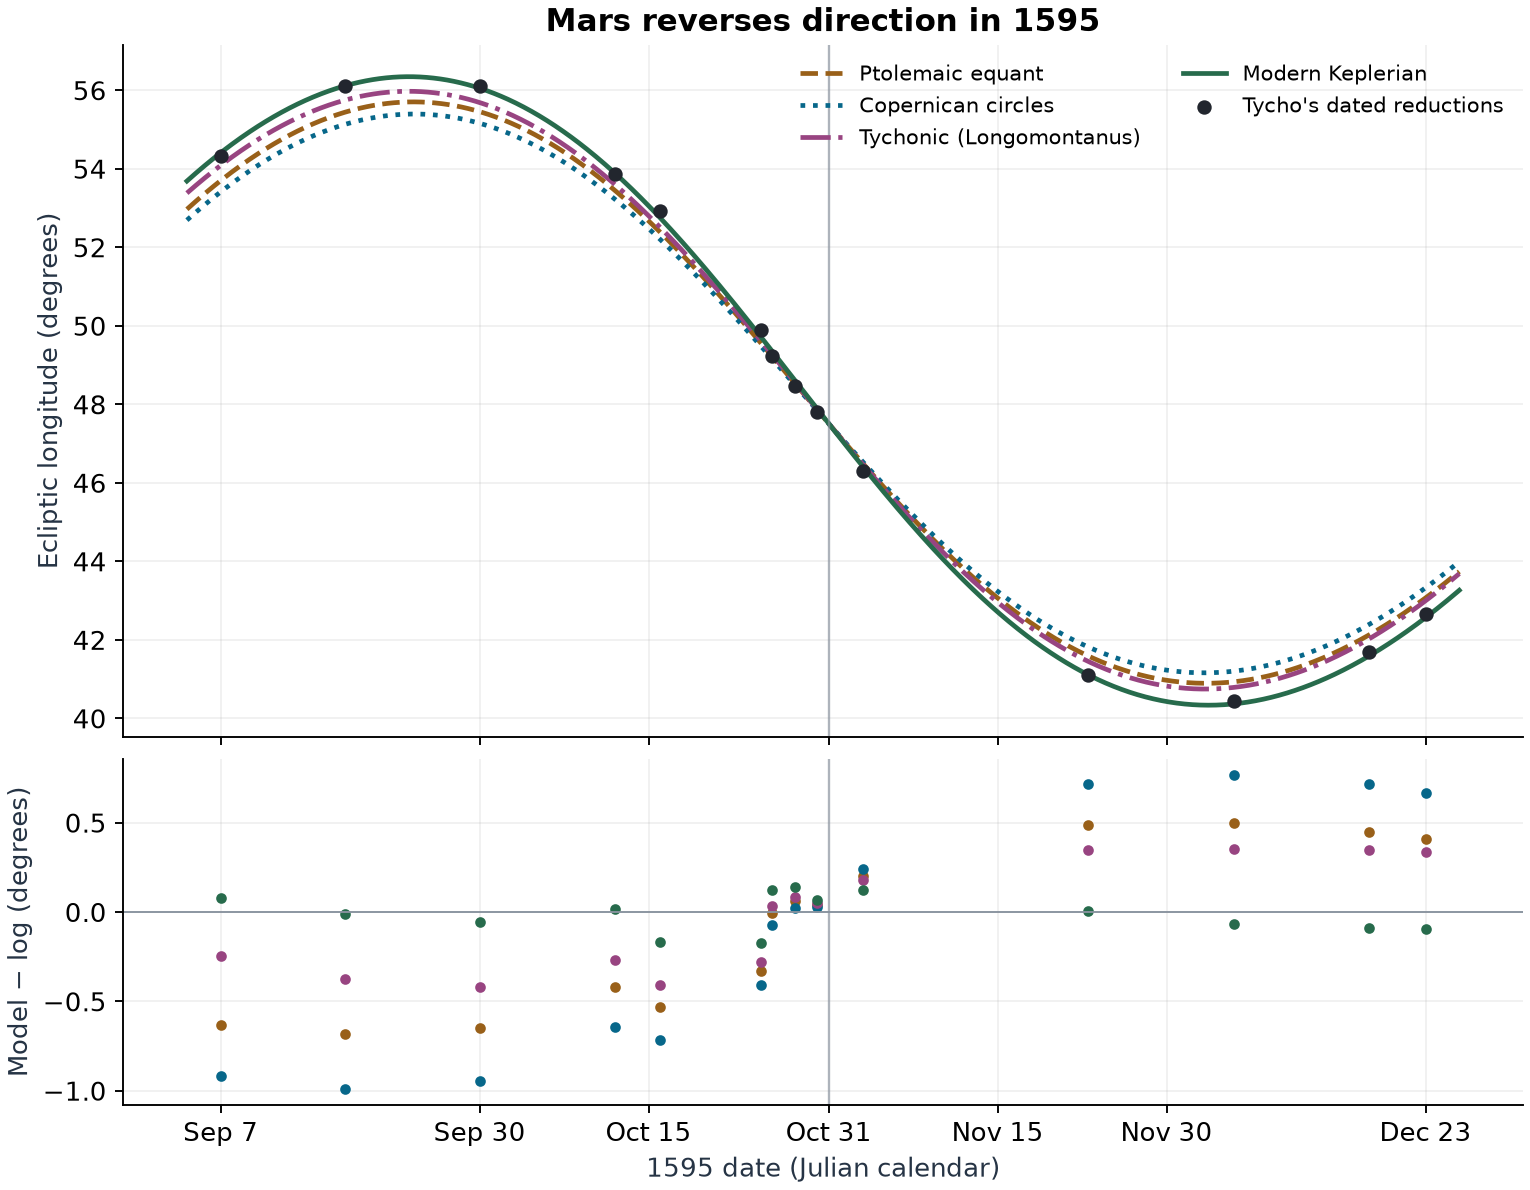 Mars reverses direction in 1595
Ptolemaic equant
Copernican circles
Tychonic (Longomontanus)
Modern Keplerian
Tycho's dated reductions
Ecliptic longitude (degrees)
56
54
52
50
48
46
44
42
40
Model − log (degrees)
0.5
0.0
−0.5
−1.0
Sep 7
Sep 30
Oct 15
Oct 31
Nov 15
Nov 30
Dec 23
1595 date (Julian calendar)